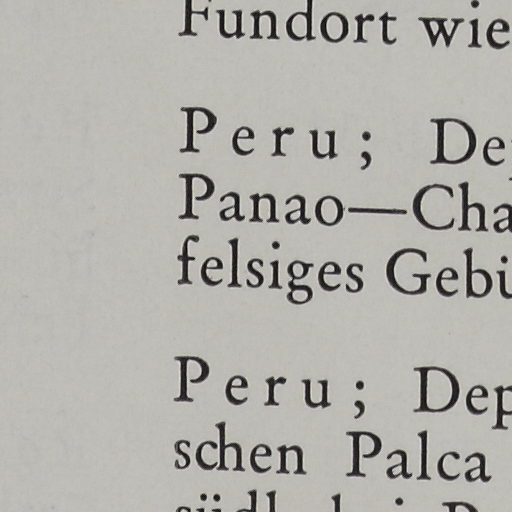 Fundort wie
Peru; De
Panao—Cha
felsiges Gebi
Peru; Dep
schen Palca